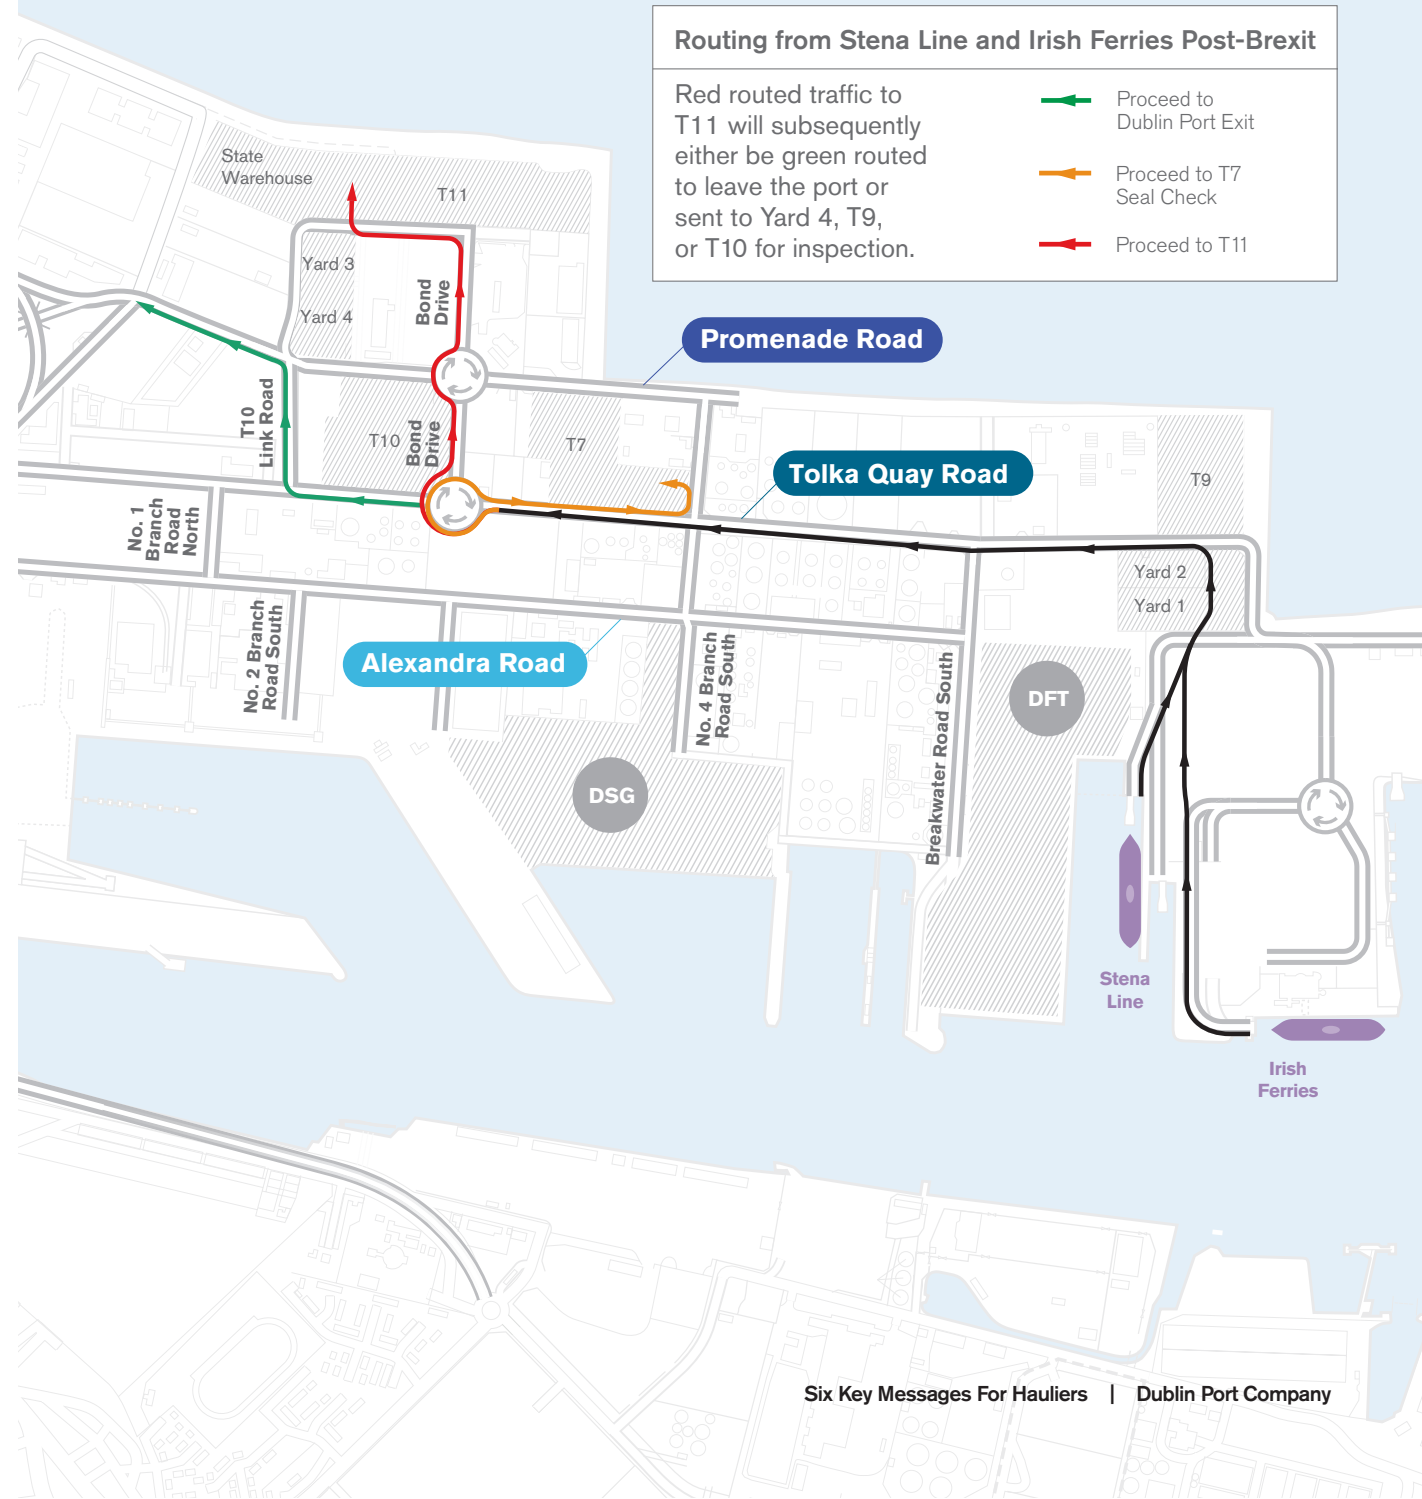 Routing from Stena Line and Irish Ferries Post-Brexit
Red routed traffic to
T11 will subsequently
either be green routed
to leave the port or
sent to Yard 4, T9,
or T10 for inspection.
Proceed to
Dublin Port Exit
Proceed to T7
Seal Check
Proceed to T11
State
Warehouse
T11
Yard 3
Yard 4
Bond
Drive
Promenade Road
T10
Link Road
T10
Bond
Drive
T7
Tolka Quay Road
T9
No. 1
Branch
Road
North
Yard 2
Yard 1
No. 2 Branch
Road South
Alexandra Road
No. 4 Branch
Road South
Breakwater Road South
DFT
DSG
Stena
Line
Irish
Ferries
Six Key Messages For Hauliers | Dublin Port Company